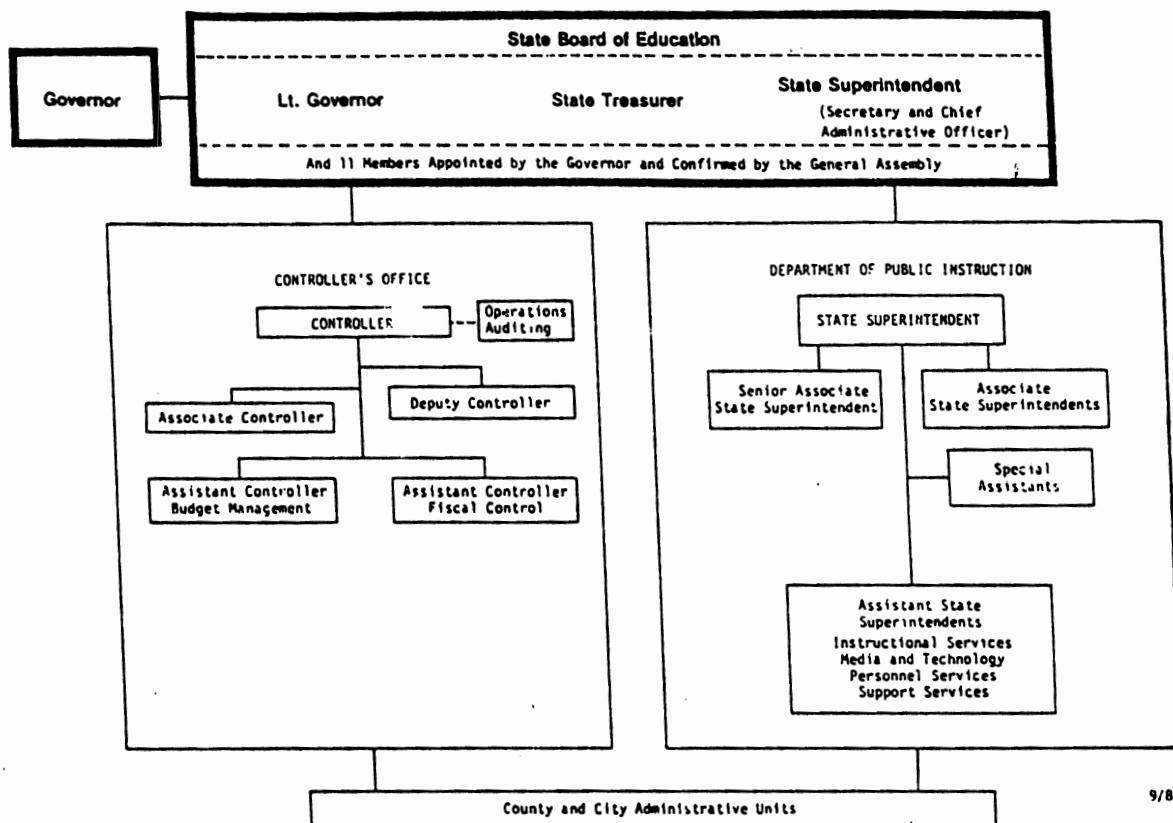 State Board of Education
Governor
Lt. Governor
State Treasurer
State Superintendent
(Secretary and Chief
Administrative Officer)
And 11 Members Appointed by the Governor and Confirmed by the General Assembly
CONTROLLER'S OFFICE
CONTROLLER
Operations
Auditing
Associate Controller
Deputy Controller
Assistant Controller
Budget Management
Assistant Controller
Fiscal Control
DEPARTMENT OF PUBLIC INSTRUCTION
STATE SUPERINTENDENT
Senior Associate
State Superintendent
Associate
State Superintendents
Special
Assistants
Assistant State
Superintendents
Instructional Services
Media and Technology
Personnel Services
Support Services
County and City Administrative Units
9/8